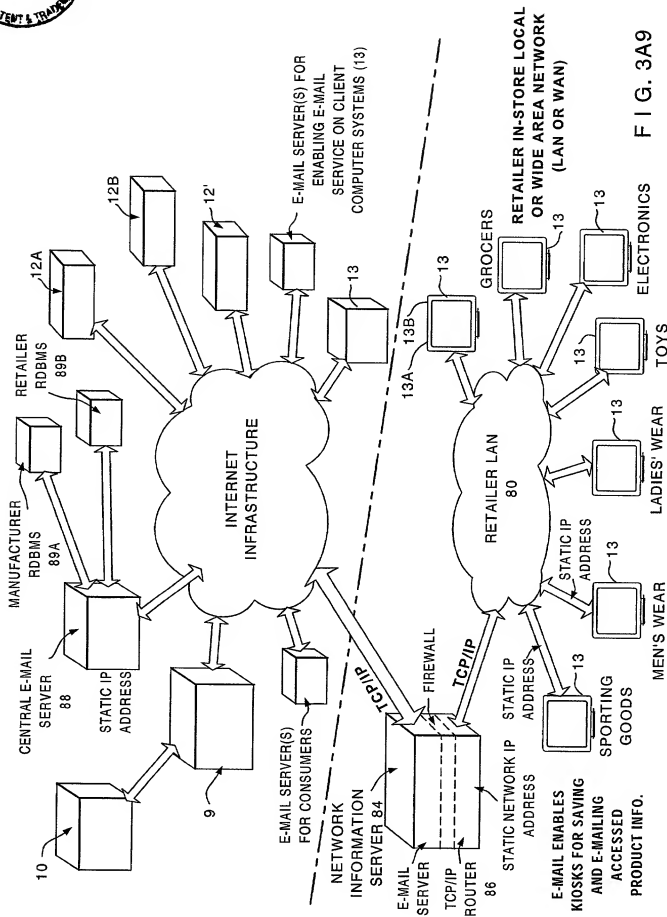 TENT & TRADE
10
9
CENTRAL E-MAIL
SERVER
88
STATIC IP
ADDRESS
MANUFACTURER
RDBMS
89A
RETAILER
RDBMS
89B
12A
12B
12'
E-MAIL SERVER(S) FOR
ENABLING E-MAIL
SERVICE ON CLIENT
COMPUTER SYSTEMS (13)
13
INTERNET
INFRASTRUCTURE
E-MAIL SERVER(S)
FOR CONSUMERS
TCP/IP
NETWORK
INFORMATION
SERVER 84
FIREWALL
E-MAIL
SERVER
TCP/IP
ROUTER
86
STATIC NETWORK IP
ADDRESS
TCP/IP
RETAILER LAN
80
13A
13B
13
GROCERS
13
RETAILER IN-STORE LOCAL
OR WIDE AREA NETWORK
(LAN OR WAN)
13
ELECTRONICS
13
TOYS
13
LADIES' WEAR
STATIC IP
ADDRESS
13
MEN'S WEAR
STATIC IP
ADDRESS
13
SPORTING
GOODS
E-MAIL ENABLES
KIOSKS FOR SAVING
AND E-MAILING
ACCESSED
PRODUCT INFO.
FIG. 3A9